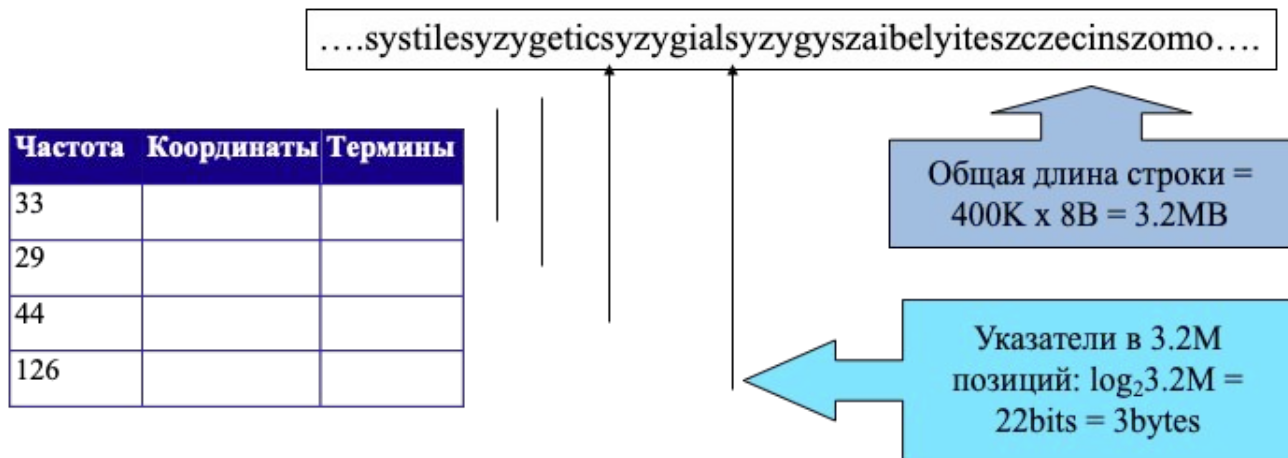 ….systilesyzygeticsyzygialsyzygyszaibelyiteszczecinszomo….
Частота Координаты Термины
33
29
44
126
Общая длина строки =
400K x 8B = 3.2MB
Указатели в 3.2M
позиций: log₂3.2M =
22bits = 3bytes